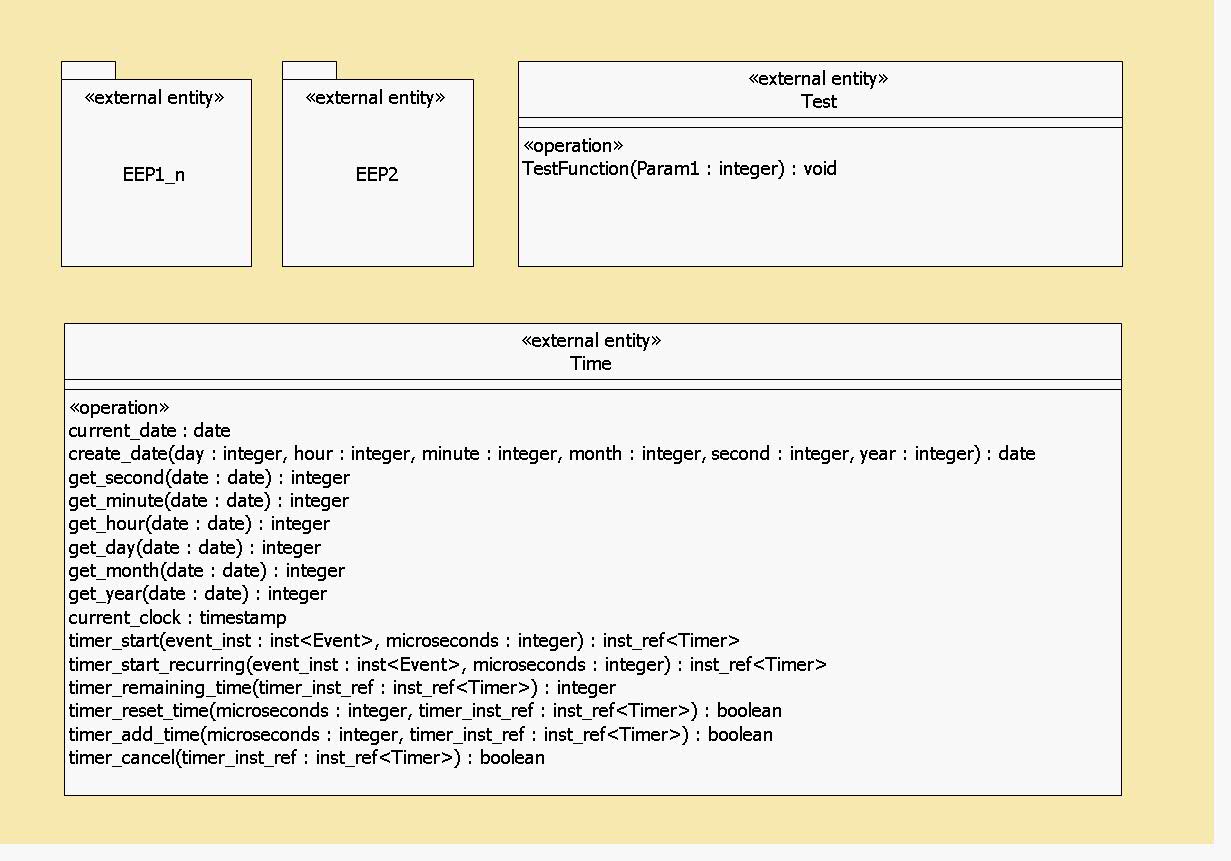 «external entity»
EEP1_n
«external entity»
EEP2
«external entity»
Test
«operation»
TestFunction(Param1 : integer) : void
«external entity»
Time
«operation»
current_date : date
create_date(day : integer, hour : integer, minute : integer, month : integer, second : integer, year : integer) : date
get_second(date : date) : integer
get_minute(date : date) : integer
get_hour(date : date) : integer
get_day(date : date) : integer
get_month(date : date) : integer
get_year(date : date) : integer
current_clock : timestamp
timer_start(event_inst : inst<Event>, microseconds : integer) : inst_ref<Timer>
timer_start_recurring(event_inst : inst<Event>, microseconds : integer) : inst_ref<Timer>
timer_remaining_time(timer_inst_ref : inst_ref<Timer>) : integer
timer_reset_time(microseconds : integer, timer_inst_ref : inst_ref<Timer>) : boolean
timer_add_time(microseconds : integer, timer_inst_ref : inst_ref<Timer>) : boolean
timer_cancel(timer_inst_ref : inst_ref<Timer>) : boolean